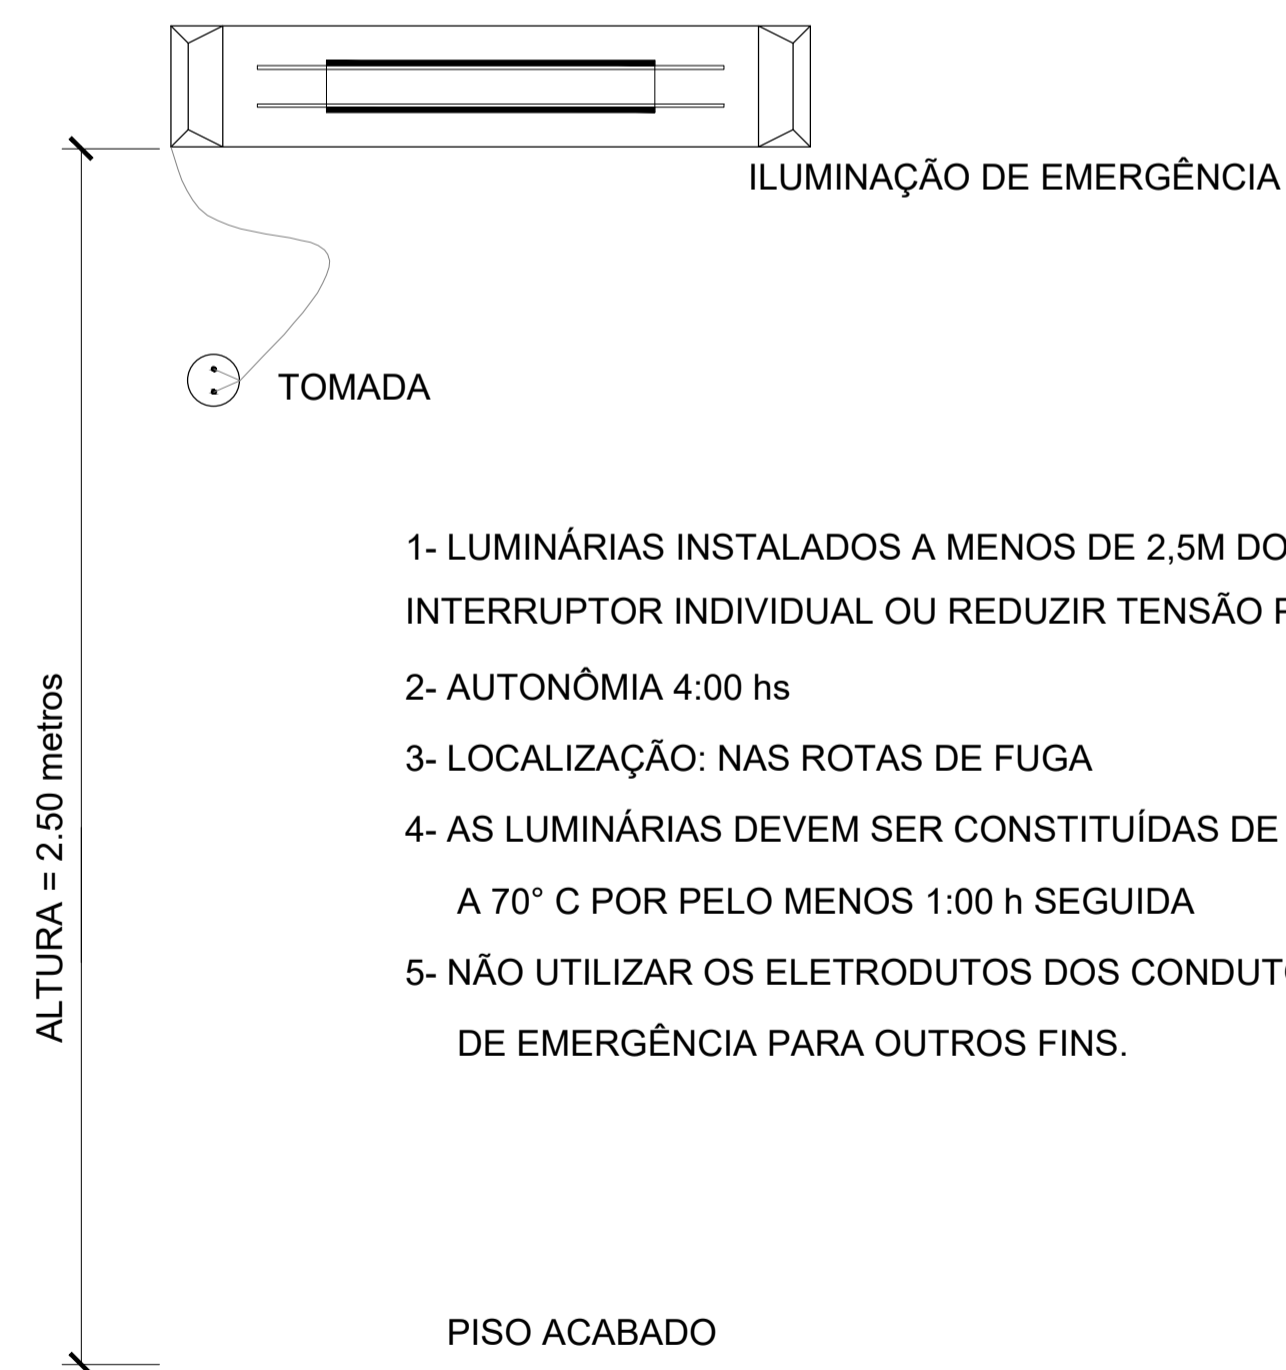 ILUMINAÇÃO DE EMERGÊNCIA
TOMADA
1- LUMINÁRIAS INSTALADOS A MENOS DE 2,5M DO
INTERRUPTOR INDIVIDUAL OU REDUZIR TENSÃO
2- AUTONÔMIA 4:00 hs
3- LOCALIZAÇÃO: NAS ROTAS DE FUGA
4- AS LUMINÁRIAS DEVEM SER CONSTITUÍDAS DE
A 70° C POR PELO MENOS 1:00 h SEGUIDA
5- NÃO UTILIZAR OS ELETRODUTOS DOS
DE EMERGÊNCIA PARA OUTROS FINS.
ALTURA = 2.50 metros
PISO ACABADO